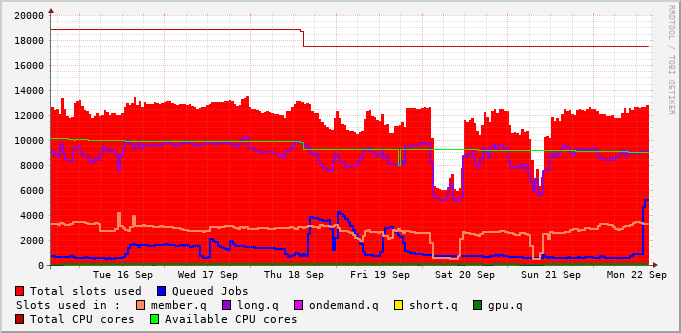 20000
18000
16000
14000
12000
10000
8000
6000
4000
2000
0
Tue 16 Sep Wed 17 Sep Thu 18 Sep Fri 19 Sep Sat 20 Sep Sun 21 Sep Mon 22 Sep
RRDTOOL / TOBI OETIKER
Total slots used Queued Jobs
Slots used in : member.q long.q ondemand.q short.q gpu.q
Total CPU cores Available CPU cores